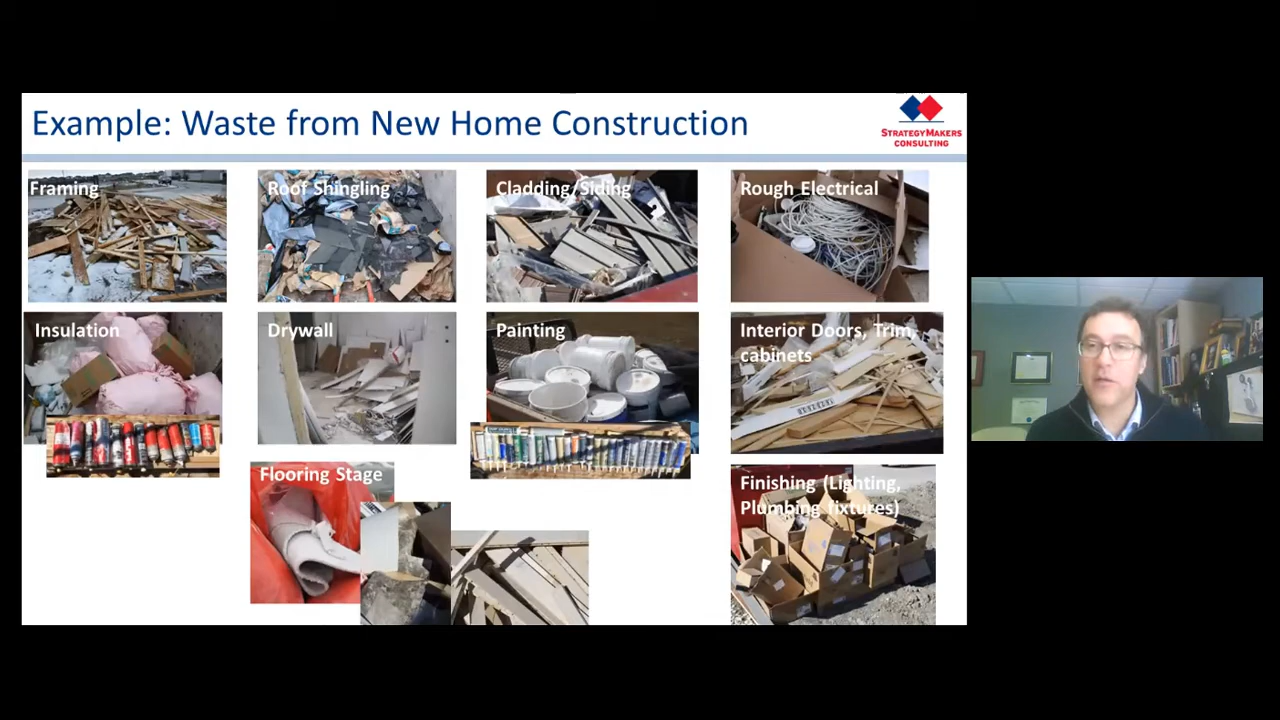 Example: Waste from New Home Construction
STRATEGYMAKERS
CONSULTING
Framing
Roof Shingling
Cladding/Siding
Rough Electrical
Insulation
Drywall
Painting
Interior Doors, Trim,
cabinets
Flooring Stage
Finishing (Lighting,
Plumbing fixtures)